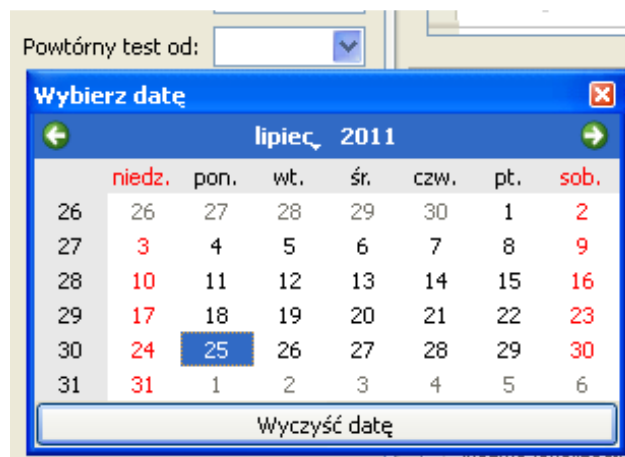 Powtórny test od:
Wybierz datę
lipiec 2011
niedz. pon. wt. śr. czw. pt. sob.
26 26 27 28 29 30 1 2
27 3 4 5 6 7 8 9
28 10 11 12 13 14 15 16
29 17 18 19 20 21 22 23
30 24 25 26 27 28 29 30
31 31 1 2 3 4 5 6
Wyczyść datę